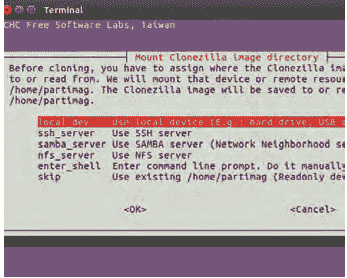 Terminal
CHC Free Software Labs, Taiwan
Mount Clonezilla image directory
Before cloning, you have to assign where the Clonezilla ima
to or read from. We will mount that device or remote resou
/home/partimag. The Clonezilla image will be saved to or re
/home/partimag.
local_dev Use local device (E.g.: hard drive, USB d
ssh_server Use SSH server
samba_server Use SAMBA server (Network Neighborhood se
nfs_server Use NFS server
enter_shell Enter command line prompt. Do it manually
skip Use existing /home/partimag (Readonly dev
<OK> <Cancel>